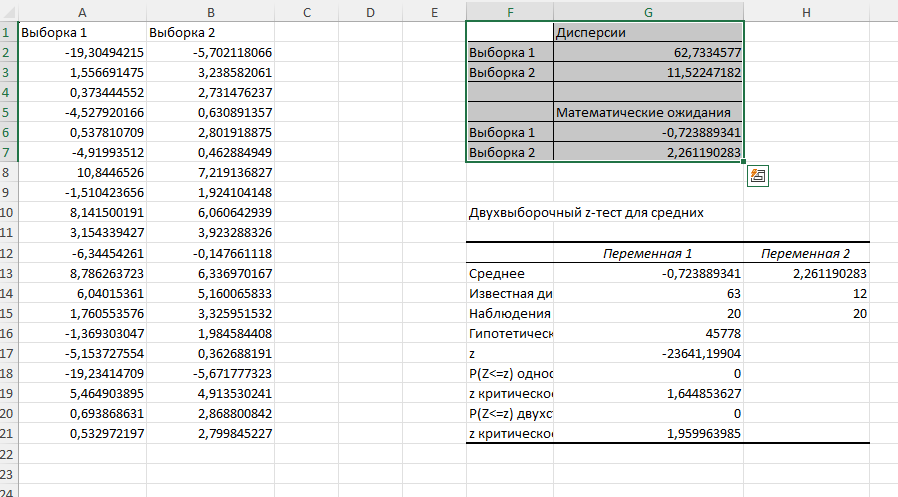 A B C D E F G H
1 Выборка 1 Выборка 2 Дисперсии
2 -19,30494215 -5,702118066 Выборка 1 62,7334577
3 1,556691475 3,238582061 Выборка 2 11,52247182
4 0,373444552 2,731476237
5 -4,527920166 0,630891357 Математические ожидания
6 0,537810709 2,801918875 Выборка 1 -0,723889341
7 -4,91993512 0,462884949 Выборка 2 2,261190283
8 10,8446526 7,219136827
9 -1,510423656 1,924104148
10 8,141500191 6,060642939 Двухвыборочный z-тест для средних
11 3,154339427 3,923288326
12 -6,34454261 -0,147661118 Переменная 1 Переменная 2
13 8,786263723 6,336970167 Среднее -0,723889341 2,261190283
14 6,04015361 5,160065833 Известная ди 63 12
15 1,760553576 3,325951532 Наблюдения 20 20
16 -1,369303047 1,984584408 Гипотетическ 45778
17 -5,153727554 0,362688191 z -23641,19904
18 -19,23414709 -5,671777323 P(Z<=z) однос 0
19 5,464903895 4,913530241 z критическое 1,644853627
20 0,693868631 2,868800842 P(Z<=z) двухст 0
21 0,532972197 2,799845227 z критическое 1,959963985
22
23
24